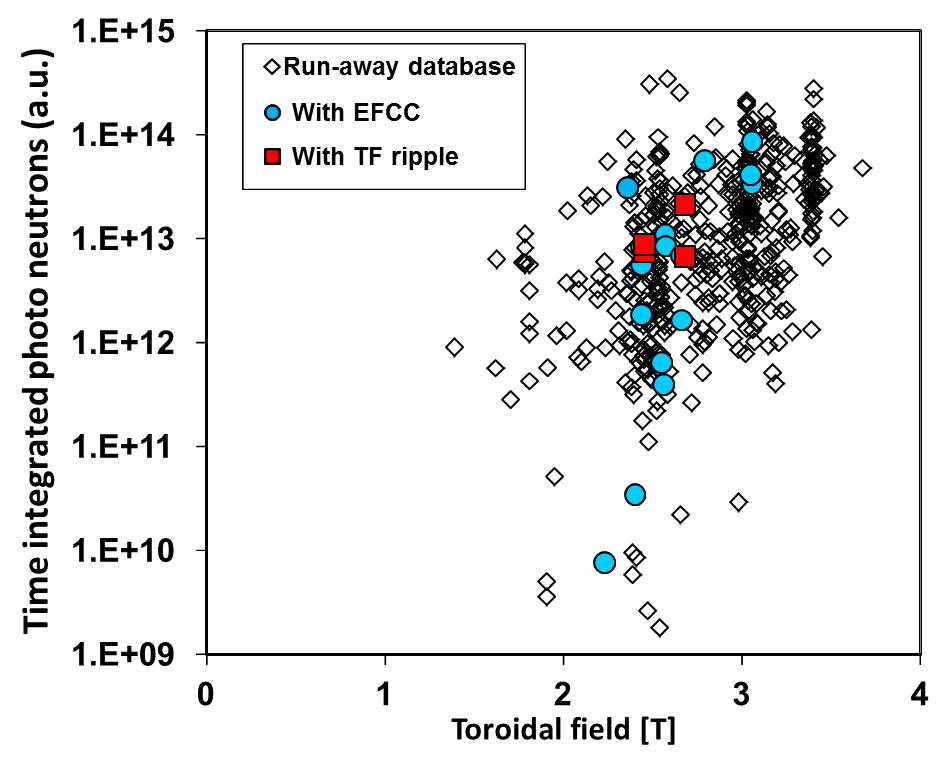 Time integrated photo neutrons (a.u.)
1.E+15
1.E+14
1.E+13
1.E+12
1.E+11
1.E+10
1.E+09
Run-away database
With EFCC
With TF ripple
0 1 2 3 4
Toroidal field [T]